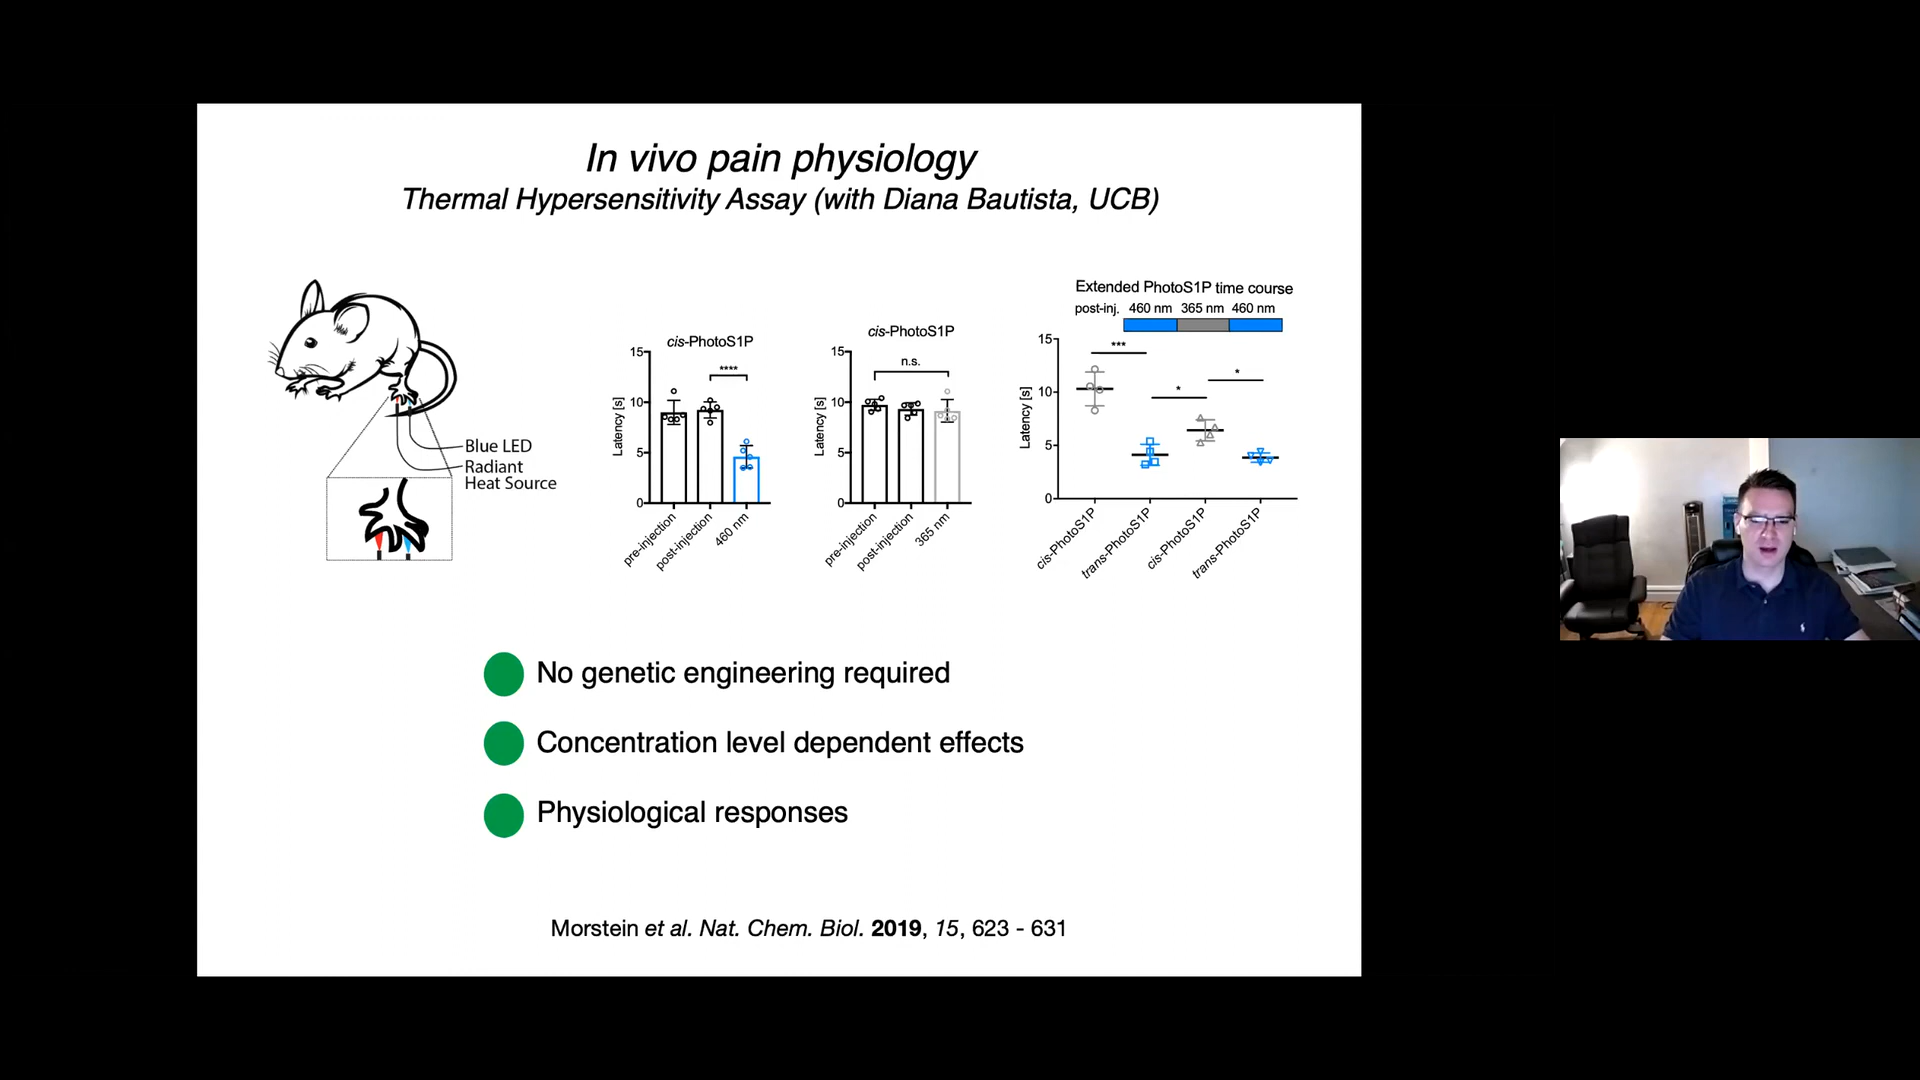 In vivo pain physiology
Thermal Hypersensitivity Assay (with Diana Bautista, UCB)
Blue LED
Radiant
Heat Source
cis-PhotoS1P
****
15
10
5
0
Latency [s]
pre-injection
post-injection
460 nm
cis-PhotoS1P
n.s.
15
10
5
0
Latency [s]
pre-injection
post-injection
365 nm
Extended PhotoS1P time course
post-inj. 460 nm 365 nm 460 nm
***
*
*
15
10
5
0
Latency [s]
cis-PhotoS1P
trans-PhotoS1P
cis-PhotoS1P
trans-PhotoS1P
No genetic engineering required
Concentration level dependent effects
Physiological responses
Morstein et al. Nat. Chem. Biol. 2019, 15, 623 - 631